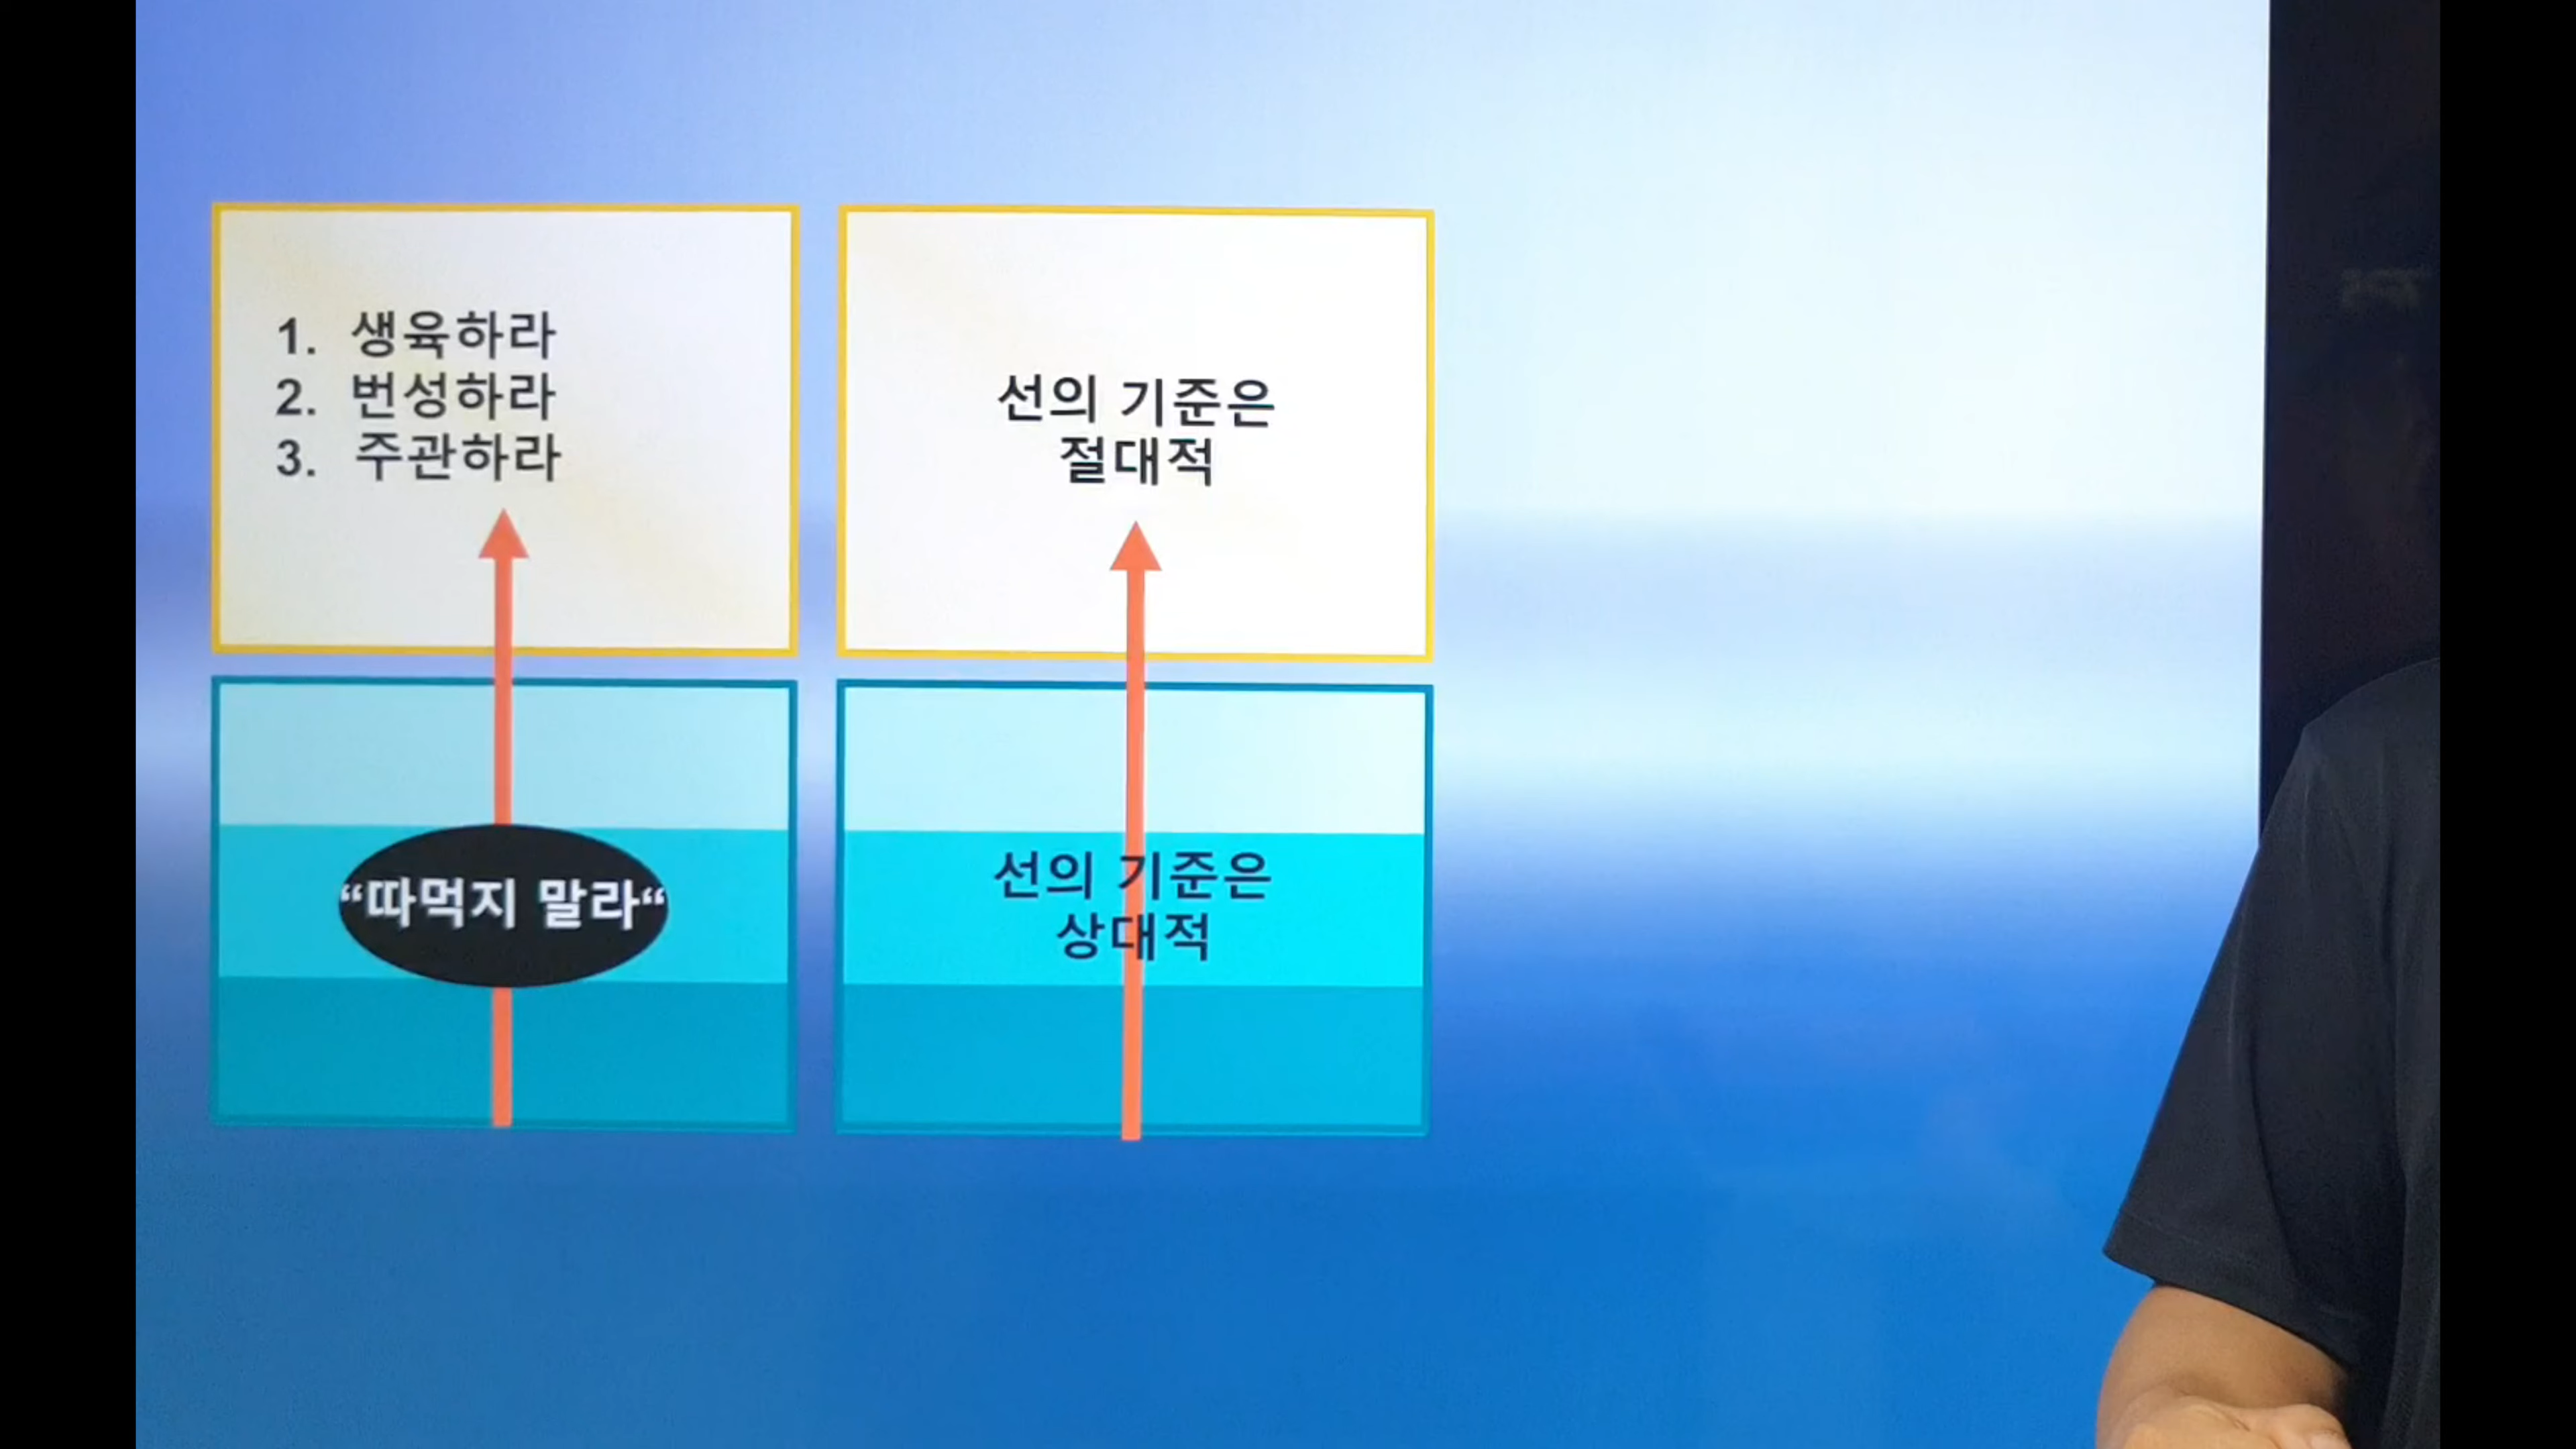 1. 생육하라
2. 번성하라
3. 주관하라
“따먹지 말라“
선의 기준은
절대적
선의 기준은
상대적